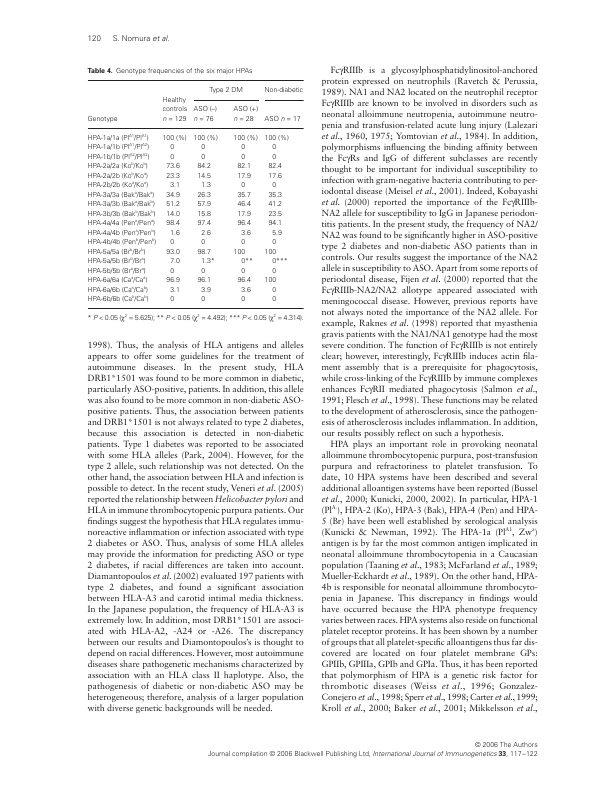 120 S. Nomura et al.
Table 4. Genotype frequencies of the six major HPAs
Type 2 DM Non-diabetic
Healthy
controls ASO (–) ASO (+)
Genotype n = 129 n = 76 n = 28 ASO n = 17
HPA-1a/1a (Pl^A1/Pl^A1) 100 (%) 100 (%) 100 (%) 100 (%)
HPA-1a/1b (Pl^A1/Pl^A2) 0 0 0 0
HPA-1b/1b (Pl^A2/Pl^A2) 0 0 0 0
HPA-2a/2a (Ko^b/Ko^b) 73.6 84.2 82.1 82.4
HPA-2a/2b (Ko^b/Ko^a) 23.3 14.5 17.9 17.6
HPA-2b/2b (Ko^a/Ko^a) 3.1 1.3 0 0
HPA-3a/3a (Bak^a/Bak^a) 34.9 26.3 35.7 35.3
HPA-3a/3b (Bak^a/Bak^b) 51.2 57.9 46.4 41.2
HPA-3b/3b (Bak^b/Bak^b) 14.0 15.8 17.9 23.5
HPA-4a/4a (Pen^a/Pen^a) 98.4 97.4 96.4 94.1
HPA-4a/4b (Pen^a/Pen^b) 1.6 2.6 3.6 5.9
HPA-4b/4b (Pen^b/Pen^b) 0 0 0 0
HPA-5a/5a (Br^b/Br^b) 93.0 98.7 100 100
HPA-5a/5b (Br^b/Br^a) 7.0 1.3* 0** 0***
HPA-5b/5b (Br^a/Br^a) 0 0 0 0
HPA-6a/6a (Ca^a/Ca^a) 96.9 96.1 96.4 100
HPA-6a/6b (Ca^a/Ca^b) 3.1 3.9 3.6 0
HPA-6b/6b (Ca^b/Ca^b) 0 0 0 0
* P < 0.05 (χ² = 5.625); ** P < 0.05 (χ² = 4.492); *** P < 0.05 (χ² = 4.314).
1998). Thus, the analysis of HLA antigens and alleles
appears to offer some guidelines for the treatment of
autoimmune diseases. In the present study, HLA
DRB1*1501 was found to be more common in diabetic,
particularly ASO-positive, patients. In addition, this allele
was also found to be more common in non-diabetic ASO-
positive patients. Thus, the association between patients
and DRB1*1501 is not always related to type 2 diabetes,
because this association is detected in non-diabetic
patients. Type 1 diabetes was reported to be associated
with some HLA alleles (Park, 2004). However, for the
type 2 allele, such relationship was not detected. On the
other hand, the association between HLA and infection is
possible to detect. In the recent study, Veneri et al. (2005)
reported the relationship between Helicobacter pylori and
HLA in immune thrombocytopenic purpura patients. Our
findings suggest the hypothesis that HLA regulates immu-
noreactive inflammation or infection associated with type
2 diabetes or ASO. Thus, analysis of some HLA alleles
may provide the information for predicting ASO or type
2 diabetes, if racial differences are taken into account.
Diamantopoulos et al. (2002) evaluated 197 patients with
type 2 diabetes, and found a significant association
between HLA-A3 and carotid intimal media thickness.
In the Japanese population, the frequency of HLA-A3 is
extremely low. In addition, most DRB1*1501 are associ-
ated with HLA-A2, -A24 or -A26. The discrepancy
between our results and Diamontopoulos's is thought to
depend on racial differences. However, most autoimmune
diseases share pathogenetic mechanisms characterized by
association with an HLA class II haplotype. Also, the
pathogenesis of diabetic or non-diabetic ASO may be
heterogeneous; therefore, analysis of a larger population
with diverse genetic backgrounds will be needed.
FcγRIIIb is a glycosylphosphatidylinositol-anchored
protein expressed on neutrophils (Ravetch & Perussia,
1989). NA1 and NA2 located on the neutrophil receptor
FcγRIIIb are known to be involved in disorders such as
neonatal alloimmune neutropenia, autoimmune neutro-
penia and transfusion-related acute lung injury (Lalezari
et al., 1960, 1975; Yomtovian et al., 1984). In addition,
polymorphisms influencing the binding affinity between
the FcγRs and IgG of different subclasses are recently
thought to be important for individual susceptibility to
infection with gram-negative bacteria contributing to per-
iodontal disease (Meisel et al., 2001). Indeed, Kobayashi
et al. (2000) reported the importance of the FcγRIIIb-
NA2 allele for susceptibility to IgG in Japanese periodon-
titis patients. In the present study, the frequency of NA2/
NA2 was found to be significantly higher in ASO-positive
type 2 diabetes and non-diabetic ASO patients than in
controls. Our results suggest the importance of the NA2
allele in susceptibility to ASO. Apart from some reports of
periodontal disease, Fijen et al. (2000) reported that the
FcγRIIIb-NA2/NA2 allotype appeared associated with
meningococcal disease. However, previous reports have
not always noted the importance of the NA2 allele. For
example, Raknes et al. (1998) reported that myasthenia
gravis patients with the NA1/NA1 genotype had the most
severe condition. The function of FcγRIIIb is not entirely
clear; however, interestingly, FcγRIIIb induces actin fila-
ment assembly that is a prerequisite for phagocytosis,
while cross-linking of the FcγRIIIb by immune complexes
enhances FcγRII mediated phagocytosis (Salmon et al.,
1991; Flesch et al., 1998). These functions may be related
to the development of atherosclerosis, since the pathogen-
esis of atherosclerosis includes inflammation. In addition,
our results possibly reflect on such a hypothesis.
HPA plays an important role in provoking neonatal
alloimmune thrombocytopenic purpura, post-transfusion
purpura and refractoriness to platelet transfusion. To
date, 10 HPA systems have been described and several
additional alloantigen systems have been reported (Bussel
et al., 2000; Kunicki, 2000, 2002). In particular, HPA-1
(Pl^A), HPA-2 (Ko), HPA-3 (Bak), HPA-4 (Pen) and HPA-
5 (Br) have been well established by serological analysis
(Kunicki & Newman, 1992). The HPA-1a (Pl^A1, Zw^a)
antigen is by far the most common antigen implicated in
neonatal alloimmune thrombocytopenia in a Caucasian
population (Taaning et al., 1983; McFarland et al., 1989;
Mueller-Eckhardt et al., 1989). On the other hand, HPA-
4b is responsible for neonatal alloimmune thrombocyto-
penia in Japanese. This discrepancy in findings would
have occurred because the HPA phenotype frequency
varies between races. HPA systems also reside on functional
platelet receptor proteins. It has been shown by a number
of groups that all platelet-specific alloantigens thus far dis-
covered are located on four platelet membrane GPs:
GPIIb, GPIIIa, GPIb and GPIa. Thus, it has been reported
that polymorphism of HPA is a genetic risk factor for
thrombotic diseases (Weiss et al., 1996; Gonzalez-
Conejero et al., 1998; Sperr et al., 1998; Carter et al., 1999;
Kroll et al., 2000; Baker et al., 2001; Mikkelsson et al.,
© 2006 The Authors
Journal compilation © 2006 Blackwell Publishing Ltd, International Journal of Immunogenetics 33, 117–122